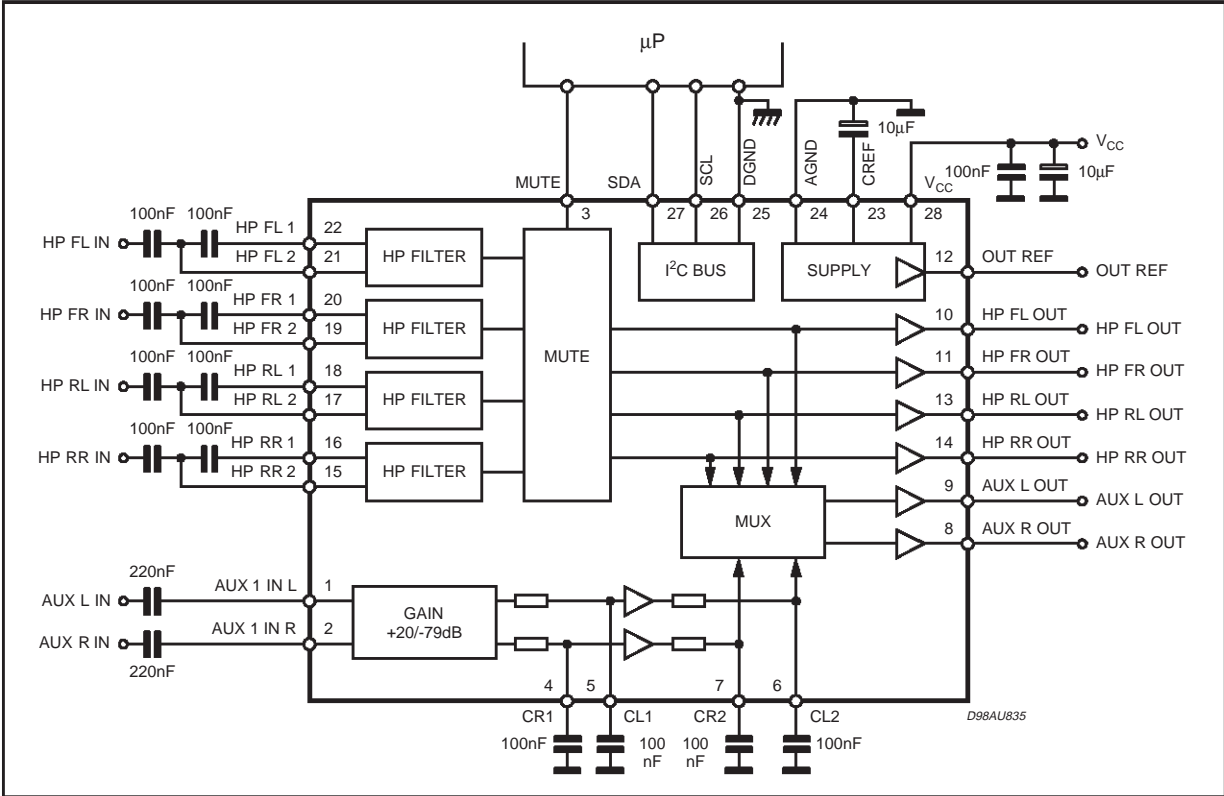 μP
10μF
V_CC
100nF
10μF
MUTE
SDA
SCL
DGND
AGND
CREF
V_CC
3
27
26
25
24
23
28
100nF
100nF
HP FL 1
22
HP FL IN
HP FL 2
21
HP FILTER
I²C BUS
SUPPLY
12
OUT REF
OUT REF
100nF
100nF
HP FR 1
20
HP FR IN
HP FR 2
19
HP FILTER
10
HP FL OUT
HP FL OUT
MUTE
11
HP FR OUT
HP FR OUT
100nF
100nF
HP RL 1
18
HP RL IN
HP RL 2
17
HP FILTER
13
HP RL OUT
HP RL OUT
100nF
100nF
HP RR 1
16
HP RR IN
HP RR 2
15
HP FILTER
14
HP RR OUT
HP RR OUT
MUX
9
AUX L OUT
AUX L OUT
8
AUX R OUT
AUX R OUT
220nF
AUX L IN
AUX 1 IN L
1
GAIN
+20/-79dB
AUX R IN
AUX 1 IN R
2
220nF
4
5
7
6
CR1
CL1
CR2
CL2
D98AU835
100nF
100
nF
100
nF
100nF